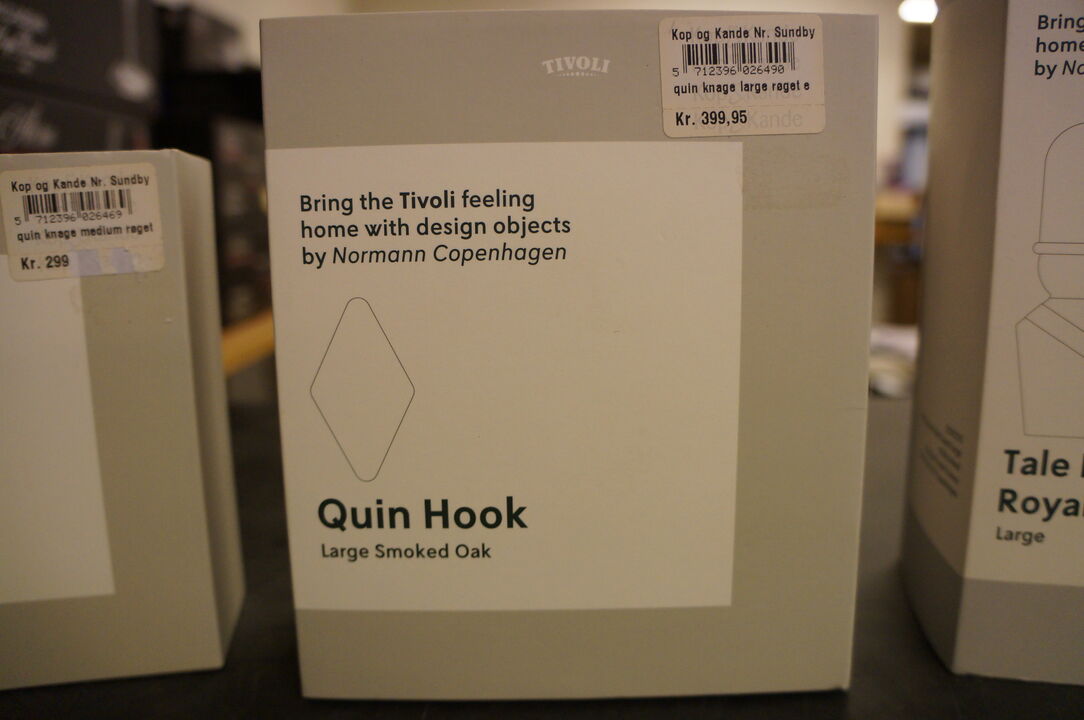 Kop og Kande Nr. Sundby
5 712396 026469
quin knage medium røget
Kr. 299
TIVOLI
Kop og Kande Nr. Sundby
5 712396 026490
quin knage large røget e
Kr. 399,95
Bring the Tivoli feeling
home with design objects
by Normann Copenhagen
Quin Hook
Large Smoked Oak
Bring
home
by No
Tale
Roya
Large